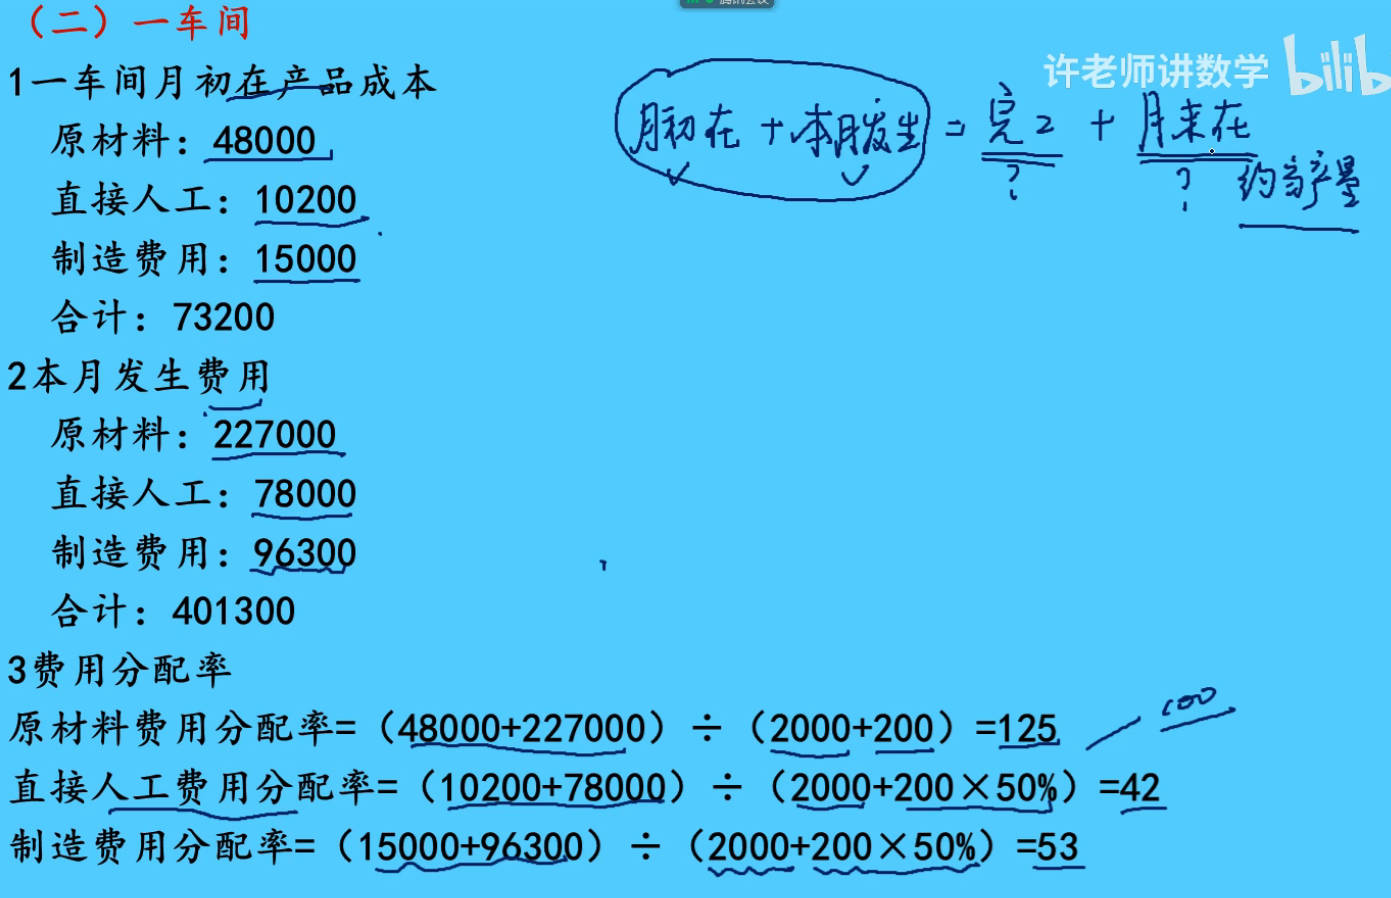 腾讯会议
（二）一车间
许老师讲数学 bilib
1一车间月初在产品成本
月初在 + 本月发生 = 完工 + 月末在
? ? 约当产量
原材料：48000
直接人工：10200
制造费用：15000
合计：73200
2本月发生费用
原材料：227000
直接人工：78000
制造费用：96300
合计：401300
3费用分配率
100
原材料费用分配率=（48000+227000）÷（2000+200）=125
直接人工费用分配率=（10200+78000）÷（2000+200×50%）=42
制造费用分配率=（15000+96300）÷（2000+200×50%）=53